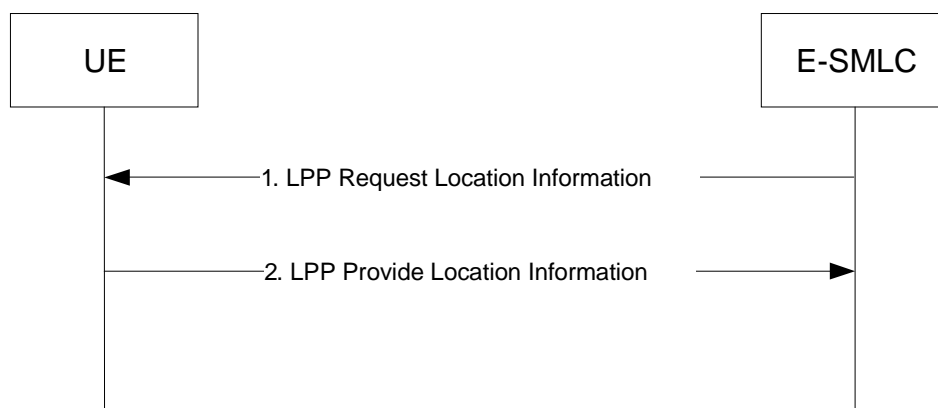 UE
E-SMLC
1. LPP Request Location Information
2. LPP Provide Location Information